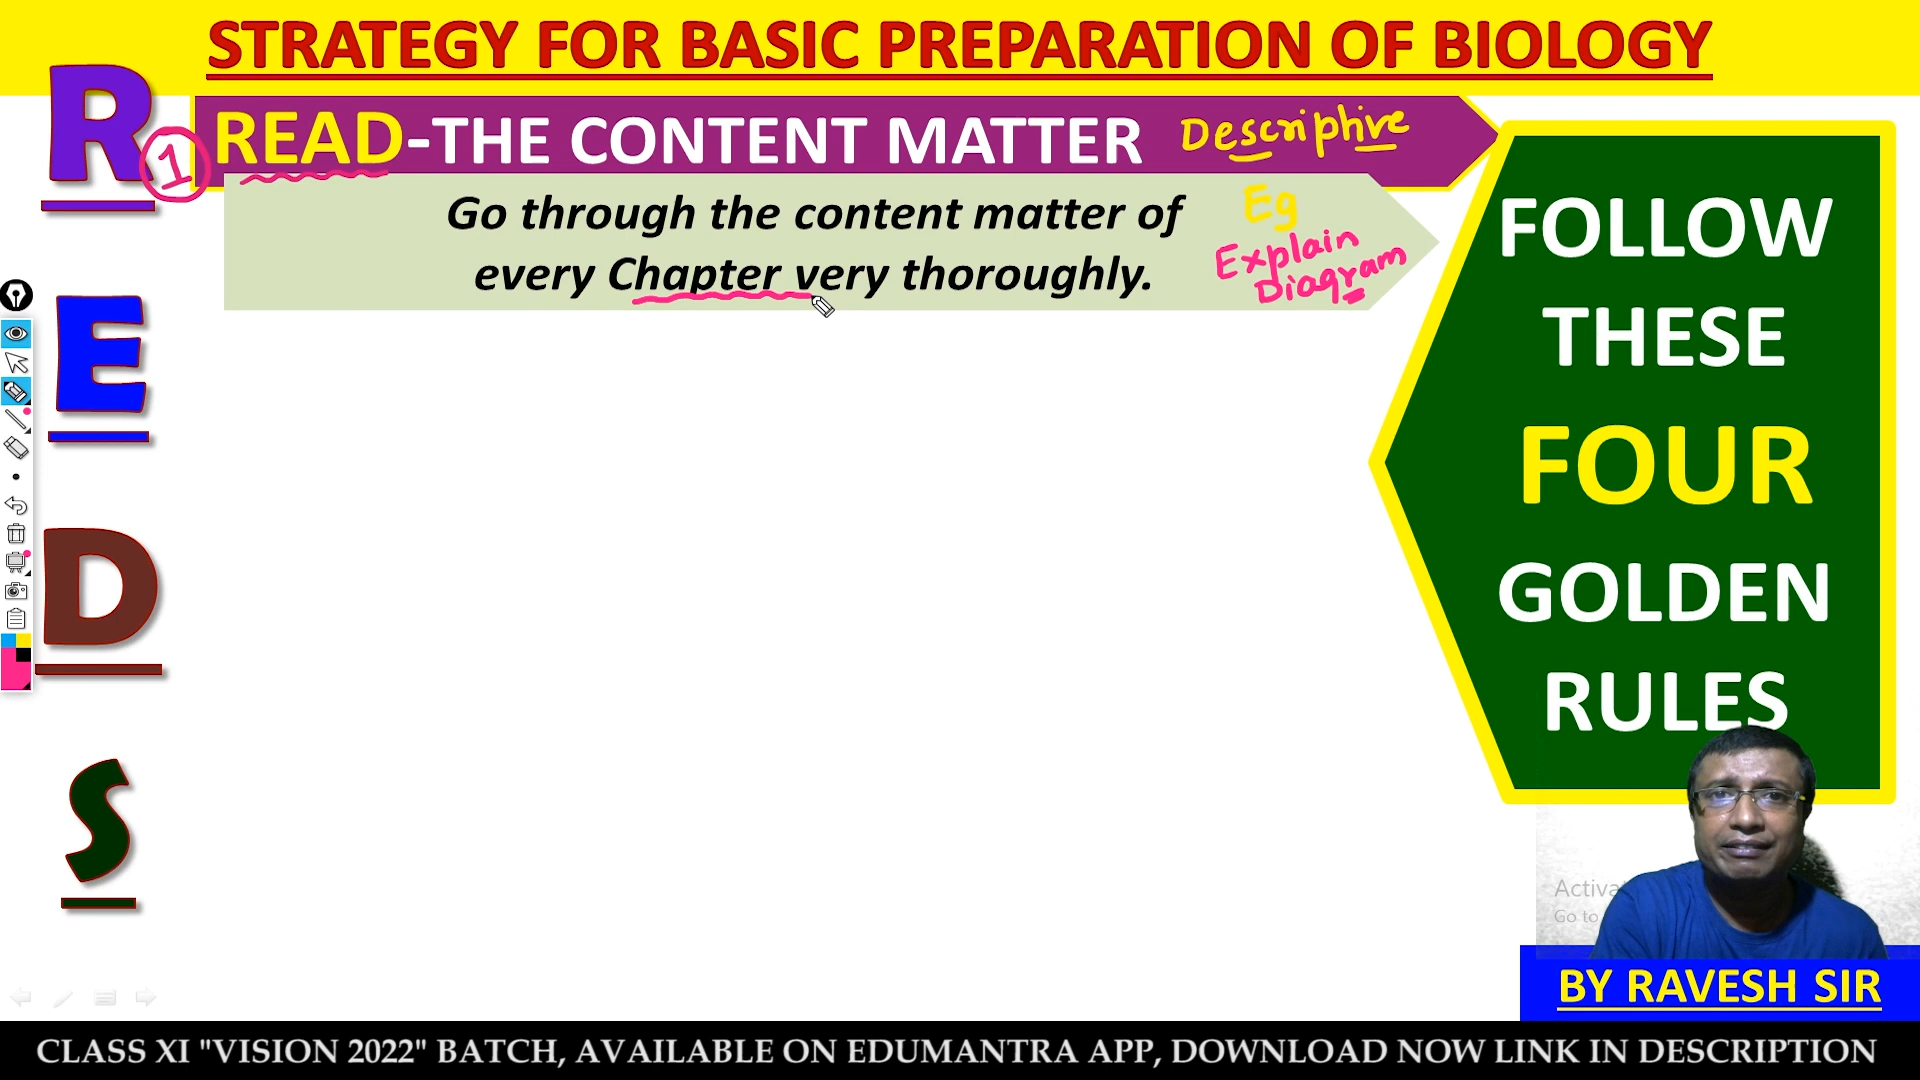 STRATEGY FOR BASIC PREPARATION OF BIOLOGY
R
1
READ-THE CONTENT MATTER
Descriptive
Go through the content matter of
every Chapter very thoroughly.
Eg
Explain
Diagram
E
D
S
FOLLOW
THESE
FOUR
GOLDEN
RULES
Go to
BY RAVESH SIR
CLASS XI "VISION 2022" BATCH, AVAILABLE ON EDUMANTRA APP, DOWNLOAD NOW LINK IN DESCRIPTION